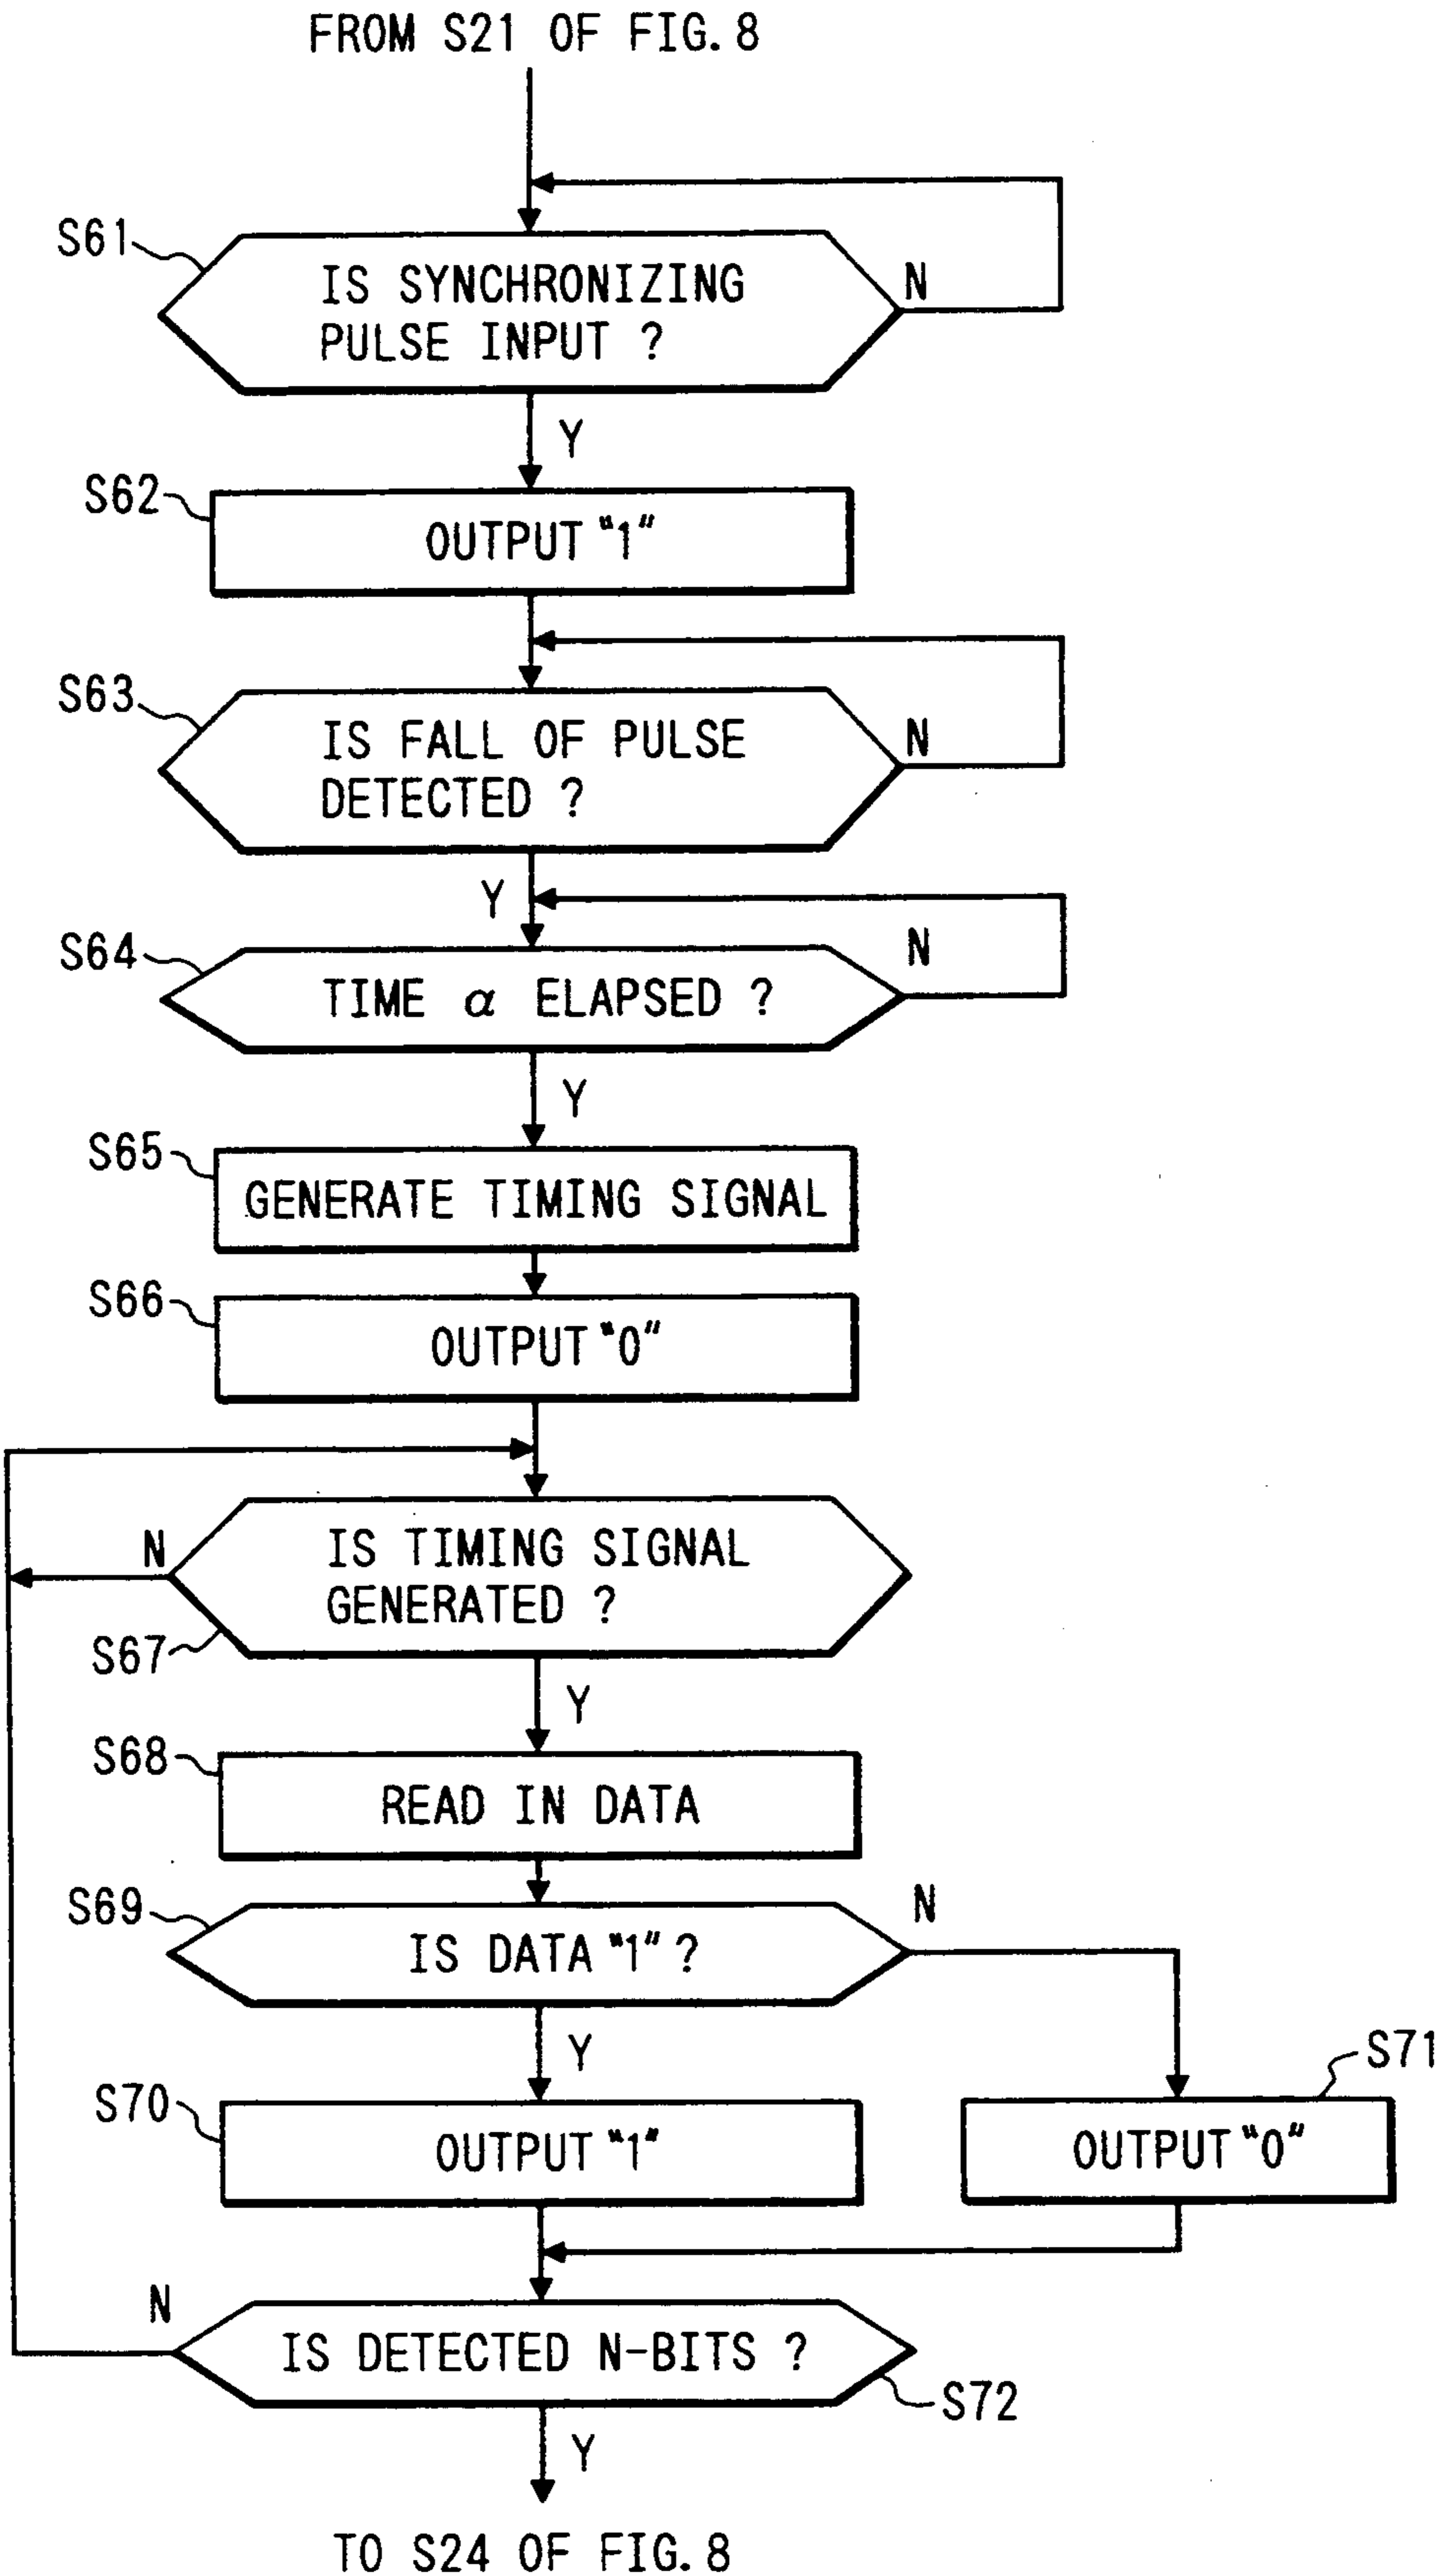 FROM S21 OF FIG. 8
S61
IS SYNCHRONIZING
PULSE INPUT ?
N
Y
S62
OUTPUT "1"
S63
IS FALL OF PULSE
DETECTED ?
N
Y
S64
TIME α ELAPSED ?
N
Y
S65
GENERATE TIMING SIGNAL
S66
OUTPUT "0"
N
IS TIMING SIGNAL
GENERATED ?
S67
Y
S68
READ IN DATA
S69
IS DATA "1" ?
N
Y
S70
OUTPUT "1"
S71
OUTPUT "0"
N
IS DETECTED N-BITS ?
S72
Y
TO S24 OF FIG. 8